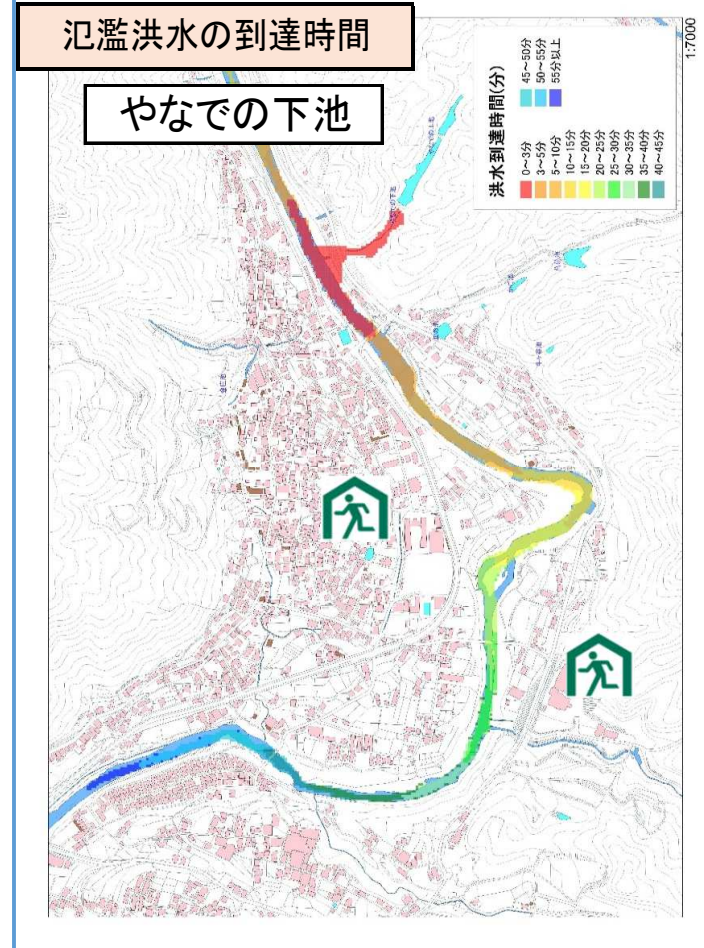 氾濫洪水の到達時間
やなでの下池
1:7000
洪水到達時間(分)
0~3分
3~5分
5~10分
10~15分
15~20分
20~25分
25~30分
30~35分
35~40分
40~45分
45~50分
50~55分
55分以上